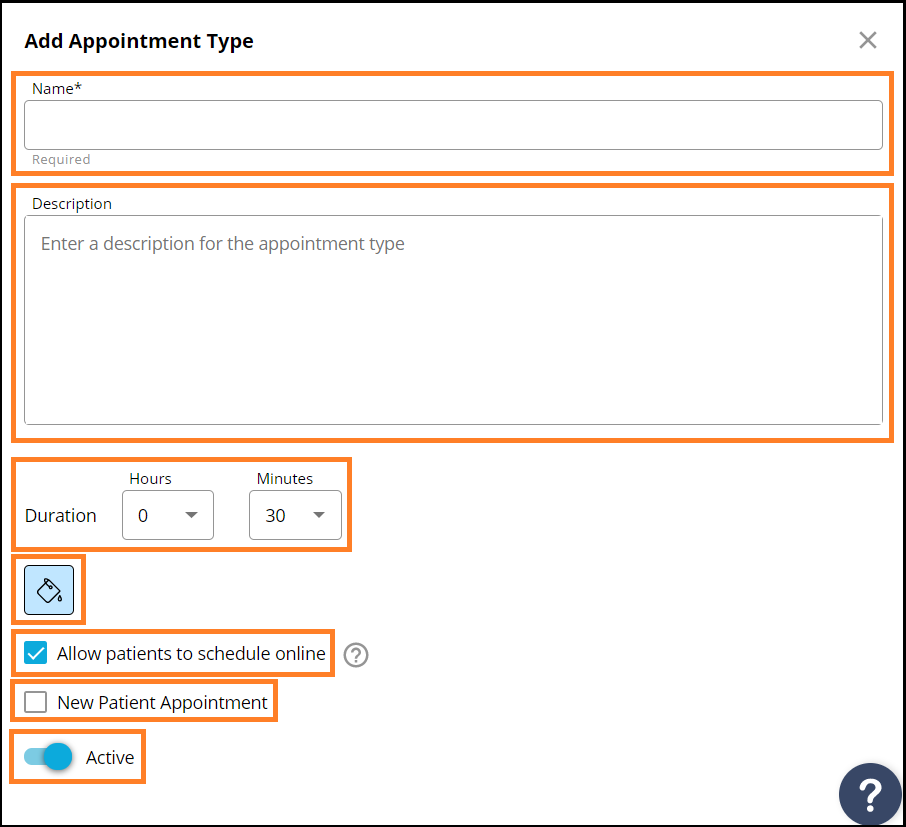 Add Appointment Type
Name*
Required
Description
Enter a description for the appointment type
Hours Minutes
Duration 0 30
Allow patients to schedule online ?
New Patient Appointment
Active
?